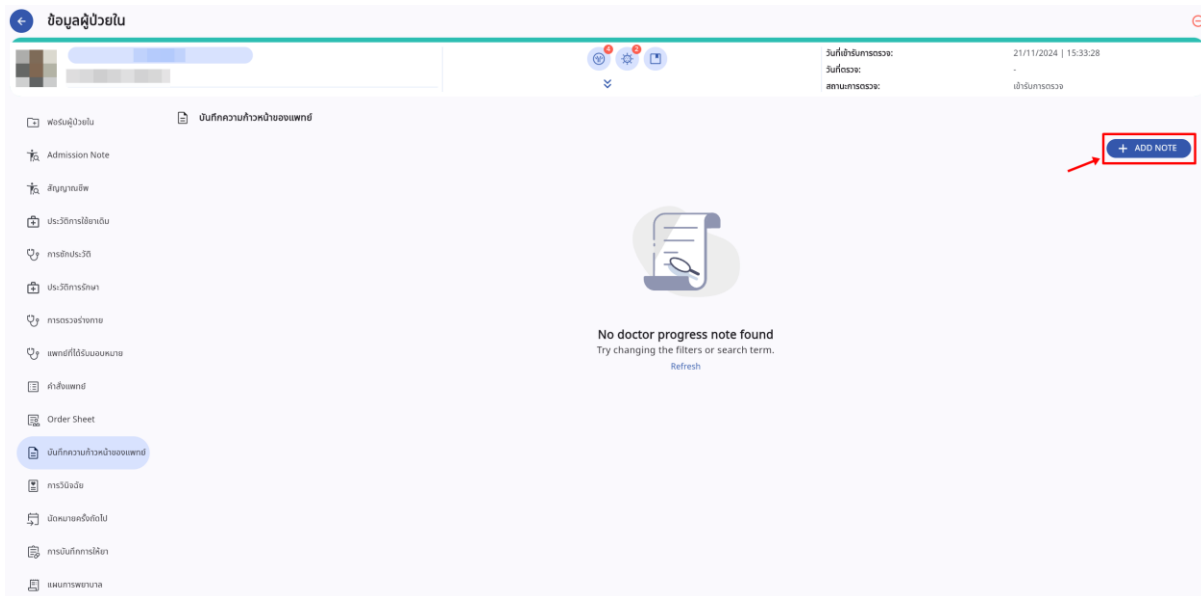 ข้อมูลผู้ป่วยใน
4
2
วันที่เข้ารับการตรวจ: 21/11/2024 | 15:33:28
วันที่ตรวจ: -
สถานะการตรวจ: เข้ารับการตรวจ
ฟอร์มผู้ป่วยใน
Admission Note
สัญญาณชีพ
ประวัติการใช้ยาเดิม
การซักประวัติ
ประวัติการรักษา
การตรวจร่างกาย
แพทย์ที่ได้รับมอบหมาย
คำสั่งแพทย์
Order Sheet
บันทึกความก้าวหน้าของแพทย์
การวินิจฉัย
นัดหมายครั้งถัดไป
การบันทึกการให้ยา
แผนการพยาบาล
บันทึกความก้าวหน้าของแพทย์
+ ADD NOTE
No doctor progress note found
Try changing the filters or search term.
Refresh